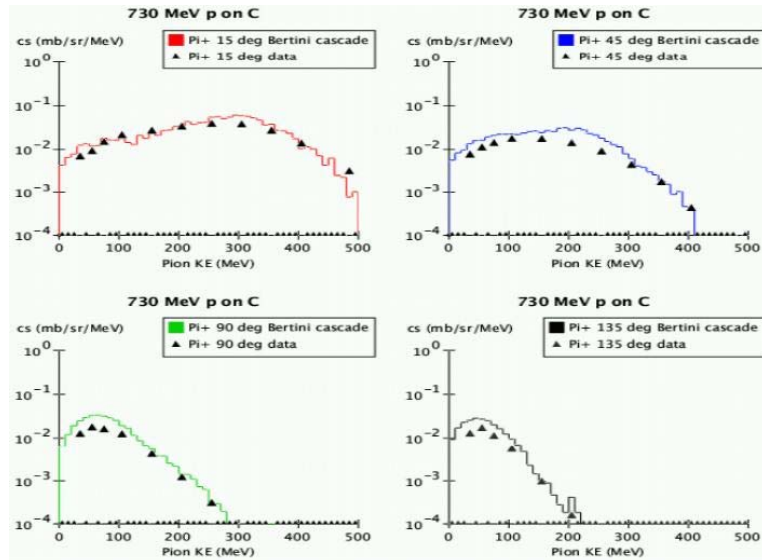 730 MeV p on C
cs (mb/sr/MeV)
Pi+ 15 deg Bertini cascade
Pi+ 15 deg data
10^0
10^-1
10^-2
10^-3
10^-4
0 100 200 300 400 500
Pion KE (MeV)
730 MeV p on C
cs (mb/sr/MeV)
Pi+ 45 deg Bertini cascade
Pi+ 45 deg data
10^0
10^-1
10^-2
10^-3
10^-4
0 100 200 300 400 500
Pion KE (MeV)
730 MeV p on C
cs (mb/sr/MeV)
Pi+ 90 deg Bertini cascade
Pi+ 90 deg data
10^0
10^-1
10^-2
10^-3
10^-4
0 100 200 300 400 500
Pion KE (MeV)
730 MeV p on C
cs (mb/sr/MeV)
Pi+ 135 deg Bertini cascade
Pi+ 135 deg data
10^0
10^-1
10^-2
10^-3
10^-4
0 100 200 300 400 500
Pion KE (MeV)